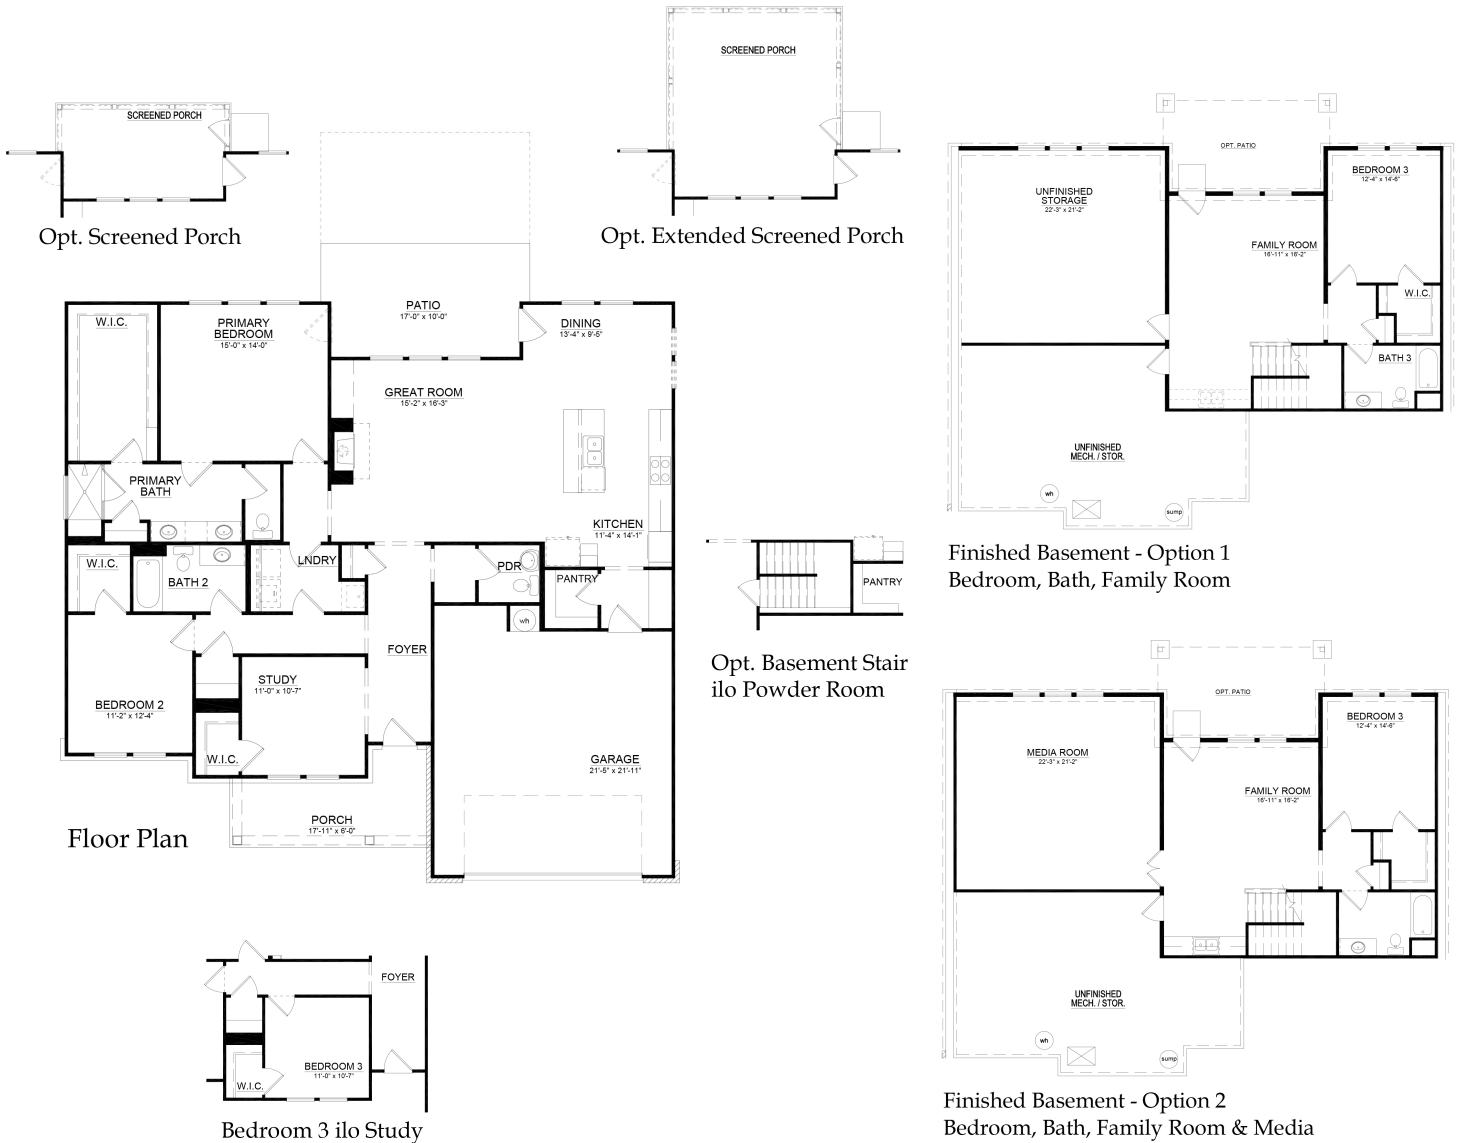 SCREENED PORCH
Opt. Screened Porch
SCREENED PORCH
Opt. Extended Screened Porch
W.I.C.
PRIMARY
BEDROOM
15'-0" x 14'-0"
PATIO
17'-0" x 10'-0"
DINING
13'-4" x 9'-5"
GREAT ROOM
15'-2" x 16'-3"
PRIMARY
BATH
KITCHEN
11'-4" x 14'-1"
W.I.C.
BATH 2
LNDRY
PDR
PANTRY
wh
FOYER
STUDY
11'-0" x 10'-7"
BEDROOM 2
11'-2" x 12'-4"
W.I.C.
GARAGE
21'-5" x 21'-11"
PORCH
17'-11" x 6'-0"
Floor Plan
PANTRY
Opt. Basement Stair
ilo Powder Room
FOYER
BEDROOM 3
11'-0" x 10'-7"
W.I.C.
Bedroom 3 ilo Study
OPT. PATIO
UNFINISHED
STORAGE
22'-3" x 21'-2"
BEDROOM 3
12'-4" x 14'-6"
FAMILY ROOM
16'-11" x 16'-2"
W.I.C.
BATH 3
UNFINISHED
MECH. / STOR.
wh
sump
Finished Basement - Option 1
Bedroom, Bath, Family Room
OPT. PATIO
MEDIA ROOM
22'-3" x 21'-2"
BEDROOM 3
12'-4" x 14'-6"
FAMILY ROOM
16'-11" x 16'-2"
UNFINISHED
MECH. / STOR.
wh
sump
Finished Basement - Option 2
Bedroom, Bath, Family Room & Media